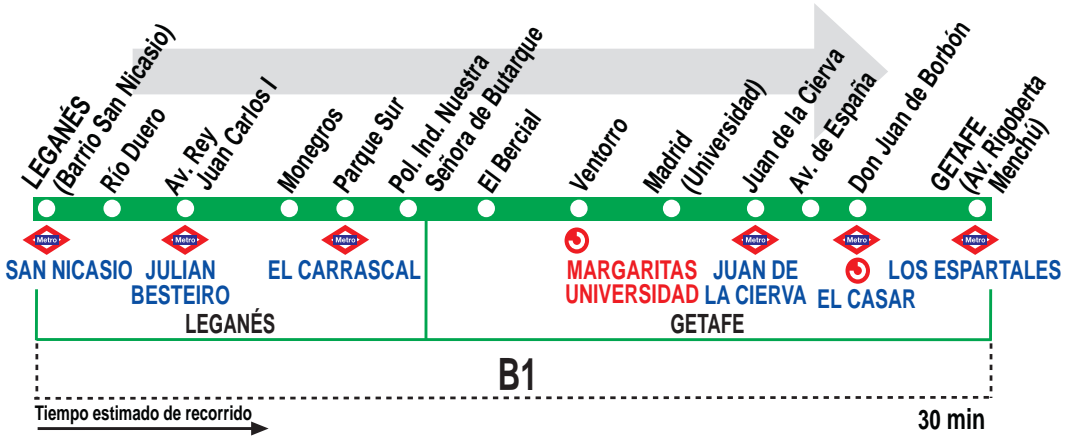 LEGANÉS
(Barrio San Nicasio)
Río Duero
Av. Rey
Juan Carlos I
Monegros
Parque Sur
Pol. Ind. Nuestra
Señora de Butarque
El Bercial
Ventorro
Madrid
(Universidad)
Juan de la Cierva
Av. de España
Don Juan de Borbón
GETAFE
(Av. Rigoberta
Menchú)
Metro
Metro
Metro
Metro
Metro
Metro
SAN NICASIO
JULIAN
BESTEIRO
EL CARRASCAL
MARGARITAS
UNIVERSIDAD
JUAN DE
LA CIERVA
EL CASAR
LOS ESPARTALES
LEGANÉS
GETAFE
B1
Tiempo estimado de recorrido
30 min